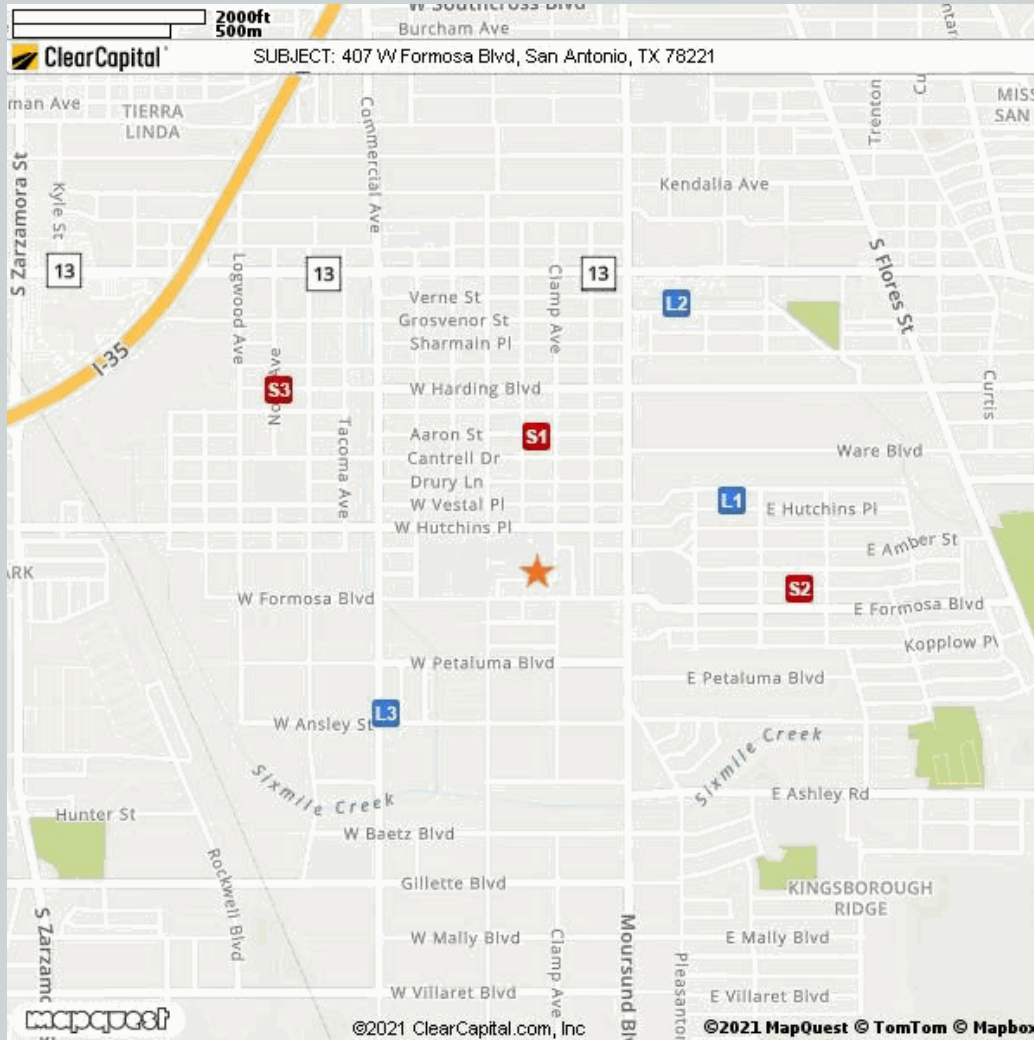 W Southcross Blvd
2000ft
500m
Burcham Ave
ClearCapital
SUBJECT: 407 W Formosa Blvd, San Antonio, TX 78221
TIERRA
LINDA
Commercial Ave
Trenton
MISS
SAN
S Zarzamora St
Kyle St
Kendalia Ave
Logwood Ave
S Flores St
13
13
13
Clamp Ave
Verne St
L2
Grosvenor St
Sharmain Pl
I-35
S3
W Harding Blvd
Curtis
Tacoma Ave
Aaron St
S1
Cantrell Dr
Ware Blvd
Drury Ln
W Vestal Pl
L1
E Hutchins Pl
W Hutchins Pl
E Amber St
ARK
S2
W Formosa Blvd
E Formosa Blvd
Kopplow Pl
W Petaluma Blvd
E Petaluma Blvd
L3
W Ansley St
Sixmile Creek
Sixmile Creek
E Ashley Rd
Hunter St
W Baetz Blvd
Rockwell Blvd
Gillette Blvd
KINGSBOROUGH
RIDGE
S Zarzamo
W Mally Blvd
Clamp Ave
Moursund Blv
E Mally Blvd
Pleasanton
W Villaret Blvd
E Villaret Blvd
mapquest
©2021 ClearCapital.com, Inc
©2021 MapQuest © TomTom © Mapbox